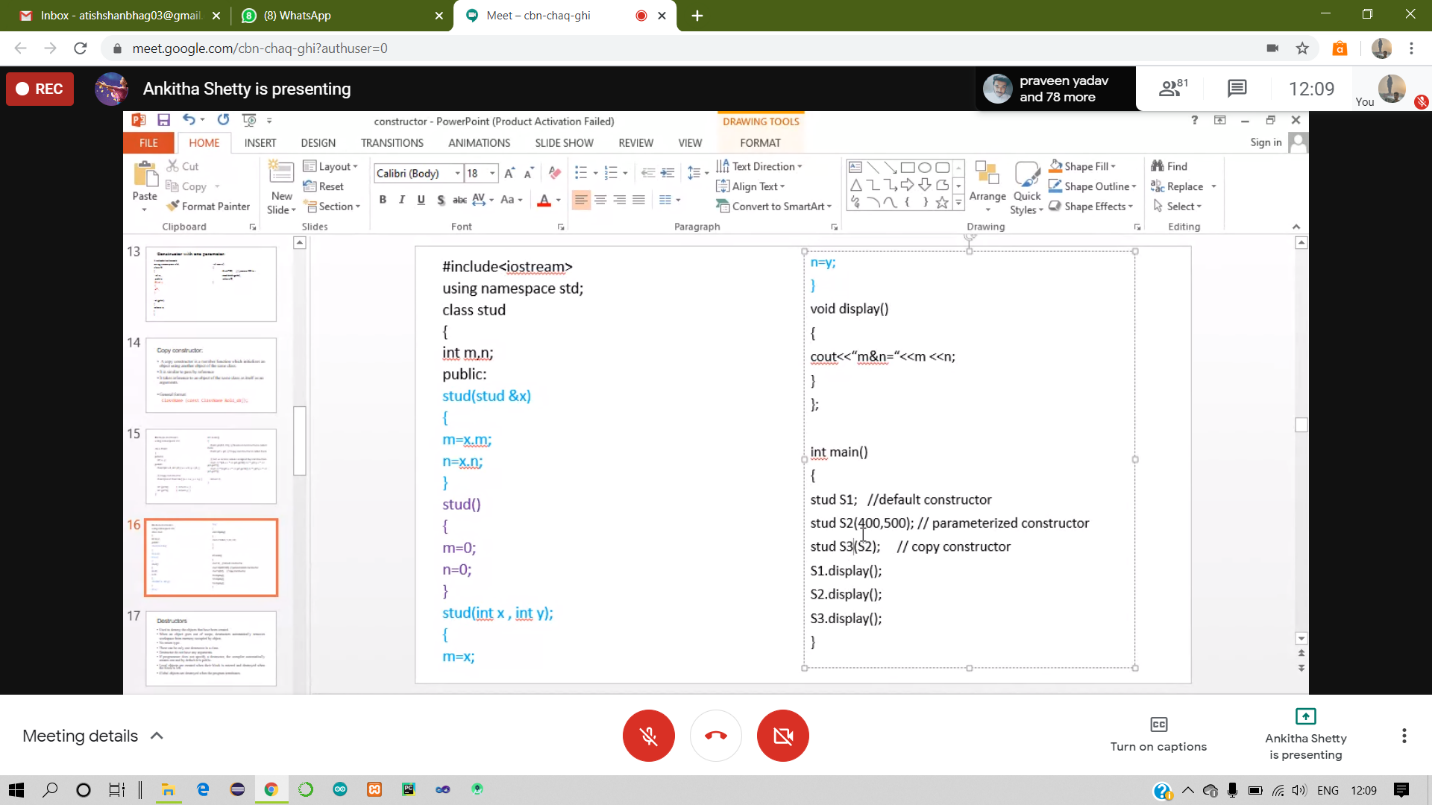 Inbox - atishshanbhag03@gmail.
(8) WhatsApp
Meet – cbn-chaq-ghi
meet.google.com/cbn-chaq-ghi?authuser=0
REC
Ankitha Shetty is presenting
praveen yadav
and 78 more
81
12:09
You
constructor - PowerPoint (Product Activation Failed)
DRAWING TOOLS
FILE
HOME
INSERT
DESIGN
TRANSITIONS
ANIMATIONS
SLIDE SHOW
REVIEW
VIEW
FORMAT
Sign in
Paste
Cut
Copy
Format Painter
Clipboard
New
Slide
Layout
Reset
Section
Slides
Calibri (Body)
18
B I U S abc AV Aa A
Font
Text Direction
Align Text
Convert to SmartArt
Paragraph
Arrange
Quick
Styles
Shape Fill
Shape Outline
Shape Effects
Drawing
Find
Replace
Select
Editing
13
Constructor with one parameter
14
Copy constructor:
15
16
17
Destructors
#include<iostream>
using namespace std;
class stud
{
int m,n;
public:
stud(stud &x)
{
m=x.m;
n=x.n;
}
stud()
{
m=0;
n=0;
}
stud(int x , int y);
{
m=x;
n=y;
}
void display()
{
cout<<“m&n=“<<m <<n;
}
};
int main()
{
stud S1; //default constructor
stud S2(400,500); // parameterized constructor
stud S3(S2); // copy constructor
S1.display();
S2.display();
S3.display();
}
Meeting details
CC
Turn on captions
Ankitha Shetty
is presenting
ENG
12:09